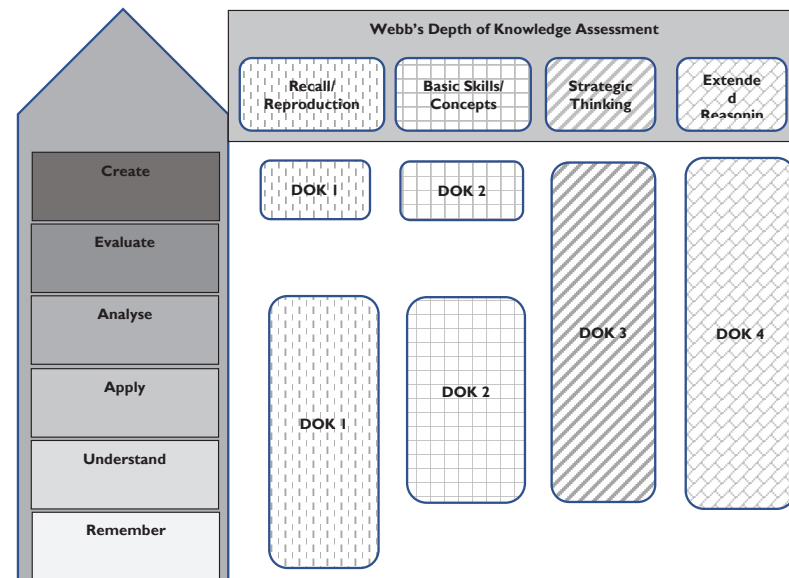 Webb's Depth of Knowledge Assessment
Recall/
Reproduction
Basic Skills/
Concepts
Strategic
Thinking
Extende
d
Reasonin
Create
DOK 1
DOK 2
Evaluate
Analyse
DOK 3
DOK 4
Apply
DOK 2
DOK 1
Understand
Remember